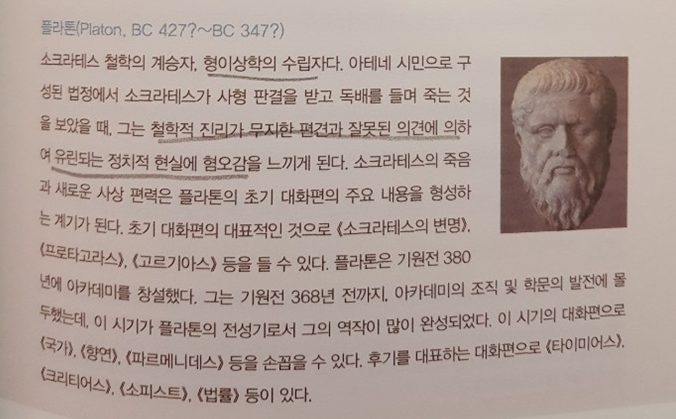 플라톤(Platon, BC 427?~BC 347?)
소크라테스 철학의 계승자, 형이상학의 수립자다. 아테네 시민으로 구
성된 법정에서 소크라테스가 사형 판결을 받고 독배를 들며 죽는 것
을 보았을 때, 그는 철학적 진리가 무지한 편견과 잘못된 의견에 의하
여 유린되는 정치적 현실에 혐오감을 느끼게 된다. 소크라테스의 죽음
과 새로운 사상 편력은 플라톤의 초기 대화편의 주요 내용을 형성하
는 계기가 된다. 초기 대화편의 대표적인 것으로 《소크라테스의 변명》,
《프로타고라스》, 《고르기아스》 등을 들 수 있다. 플라톤은 기원전 380
년에 아카데미를 창설했다. 그는 기원전 368년 전까지, 아카데미의 조직 및 학문의 발전에 몰
두했는데, 이 시기가 플라톤의 전성기로서 그의 역작이 많이 완성되었다. 이 시기의 대화편으로
《국가》, 《향연》, 《파르메니데스》 등을 손꼽을 수 있다. 후기를 대표하는 대화편으로 《타이미어스》,
《크리티어스》, 《소피스트》, 《법률》 등이 있다.